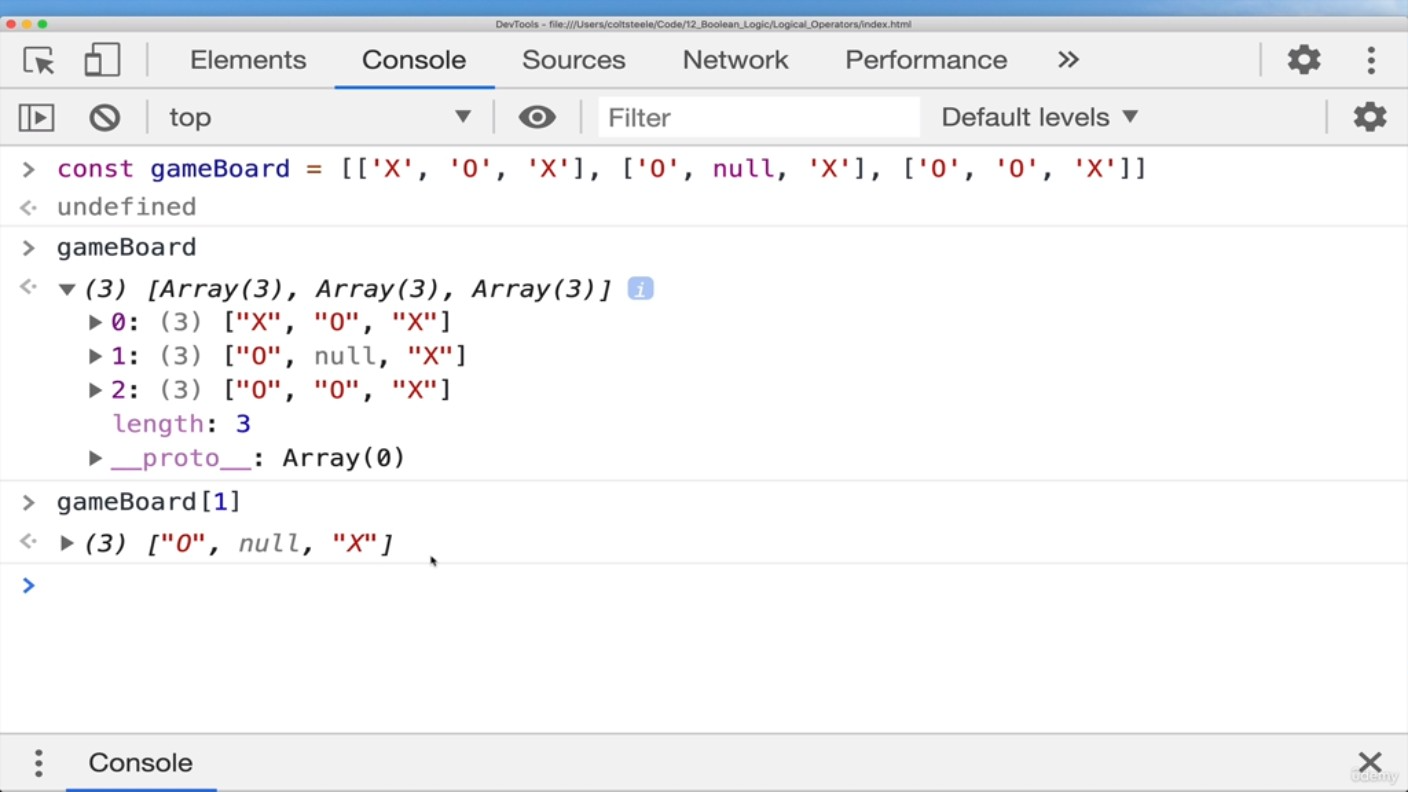 DevTools - file:///Users/coltsteele/Code/12_Boolean_Logic/Logical_Operators/index.html
Elements Console Sources Network Performance »
top ▼ Filter Default levels ▼
> const gameBoard = [['X', 'O', 'X'], ['O', null, 'X'], ['O', 'O', 'X']]
undefined
> gameBoard
▼ (3) [Array(3), Array(3), Array(3)] i
▶ 0: (3) ["X", "O", "X"]
▶ 1: (3) ["O", null, "X"]
▶ 2: (3) ["O", "O", "X"]
length: 3
▶ __proto__: Array(0)
> gameBoard[1]
▶ (3) ["O", null, "X"]
>
Console
ûdemy